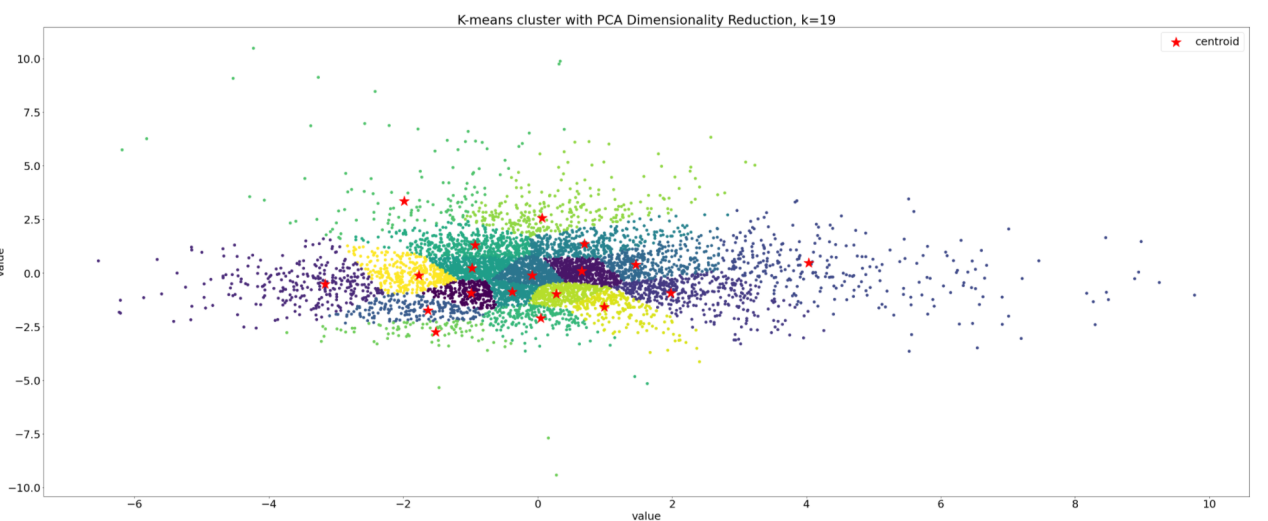 K-means cluster with PCA Dimensionality Reduction, k=19
centroid
10.0
7.5
5.0
2.5
0.0
−2.5
−5.0
−7.5
−10.0
value
−6 −4 −2 0 2 4 6 8 10
value